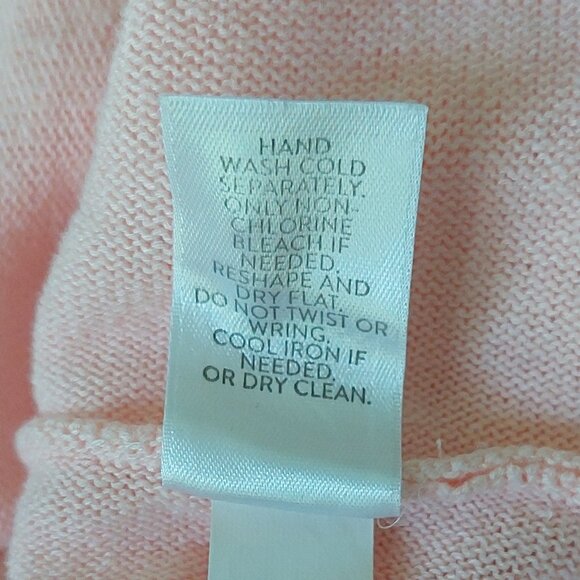 HAND
WASH COLD
SEPARATELY.
ONLY NON-
CHLORINE
BLEACH IF
NEEDED.
RESHAPE AND
DRY FLAT.
DO NOT TWIST OR
WRING.
COOL IRON IF
NEEDED.
OR DRY CLEAN.